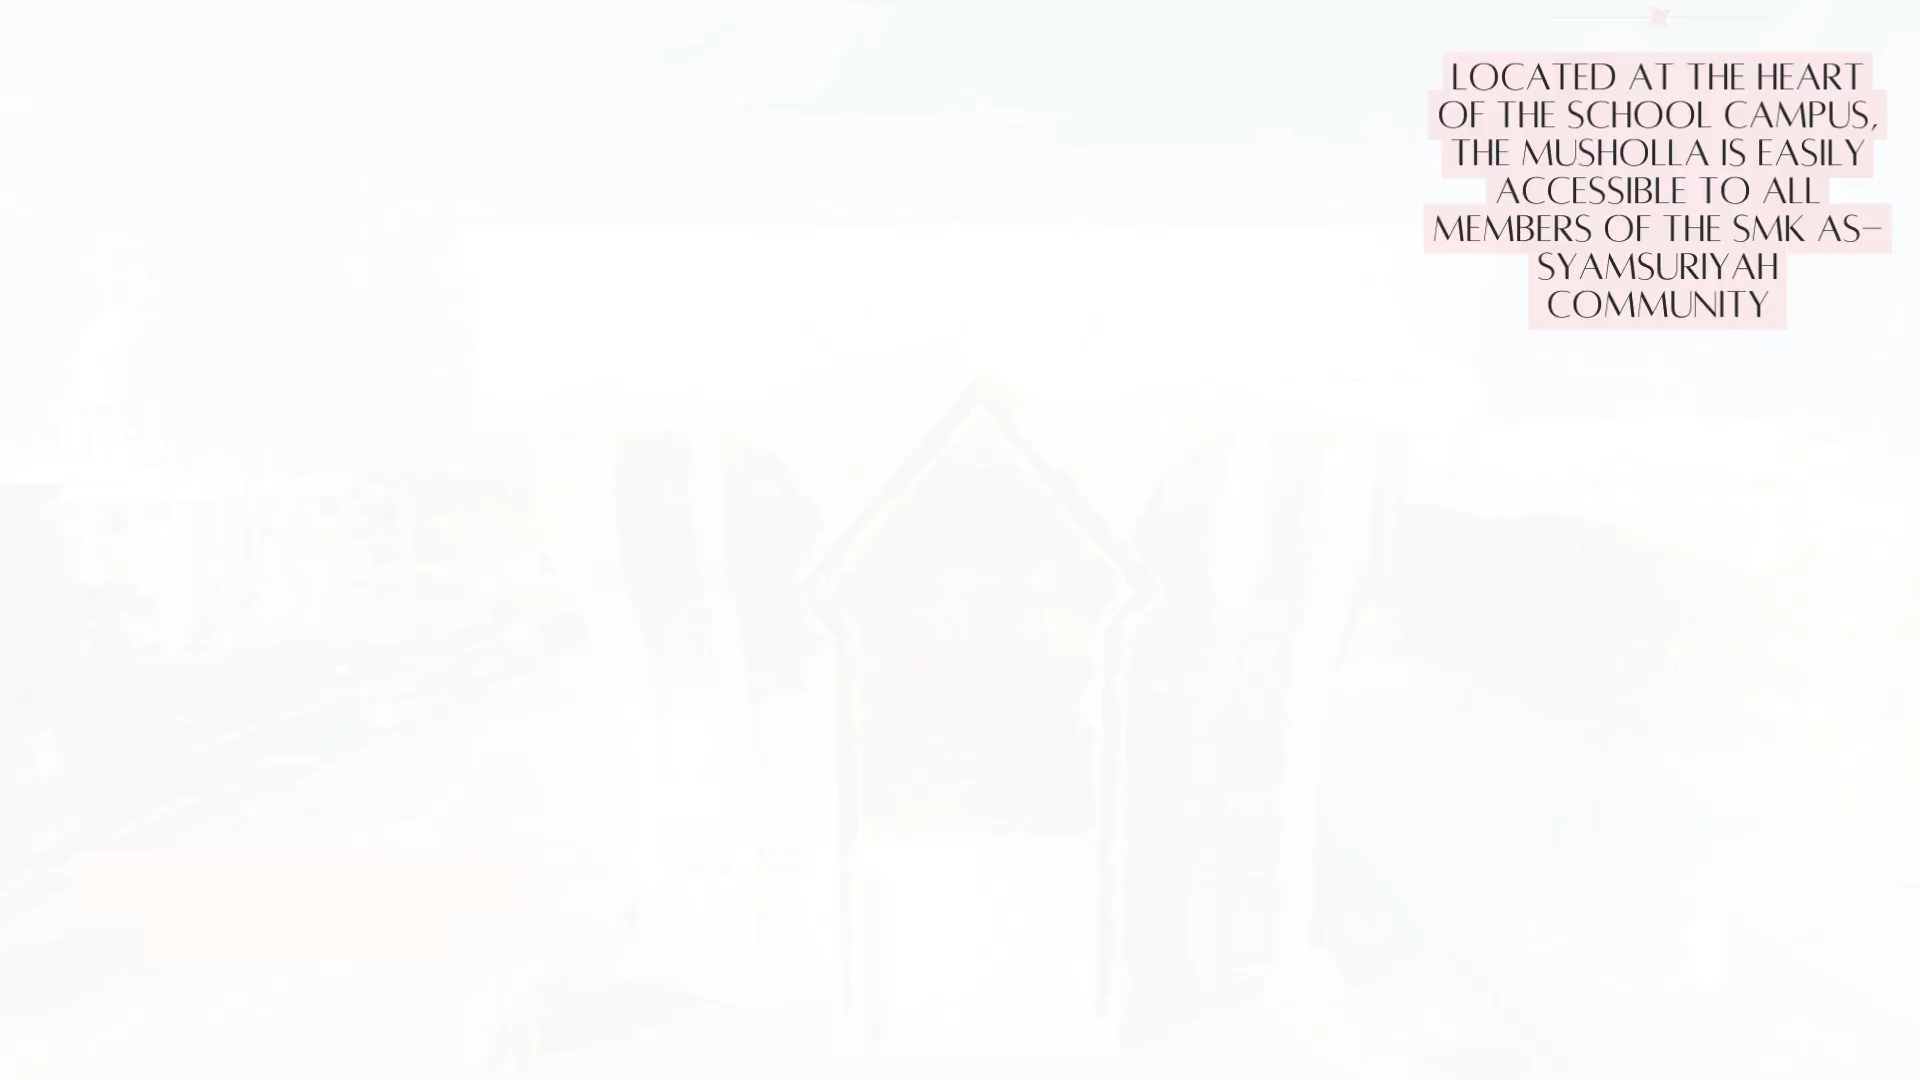 LOCATED AT THE HEART
OF THE SCHOOL CAMPUS,
THE MUSHOLLA IS EASILY
ACCESSIBLE TO ALL
MEMBERS OF THE SMK AS-
SYAMSURIYAH
COMMUNITY